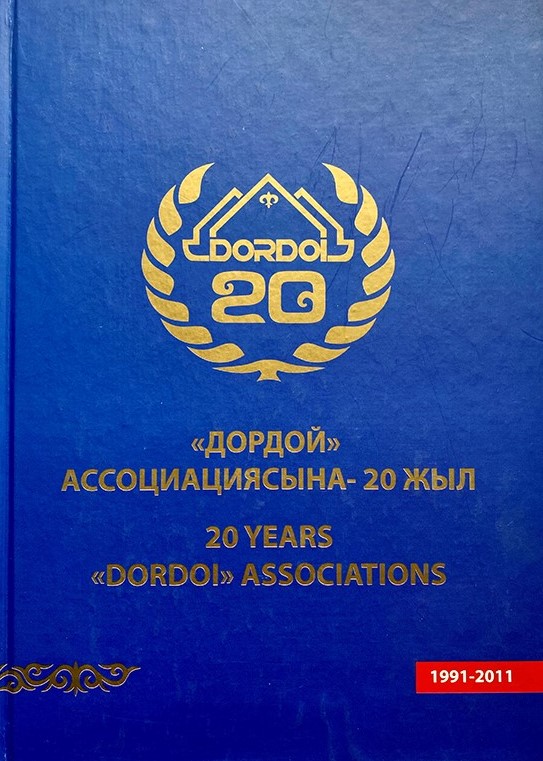 DORDOI
20
«ДОРДОЙ»
АССОЦИАЦИЯСЫНА- 20 ЖЫЛ
20 YEARS
«DORDOI» ASSOCIATIONS
1991-2011